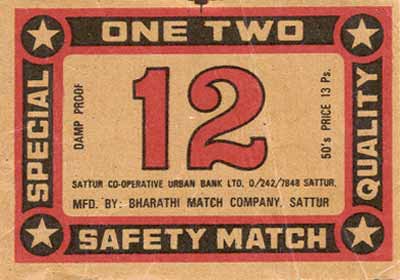 ONE TWO
SPECIAL
DAMP PROOF
12
50's PRICE 13 Ps.
QUALITY
SATTUR CO-OPERATIVE URBAN BANK LTD. O/242/7848 SATTUR.
MFD. BY: BHARATHI MATCH COMPANY, SATTUR
SAFETY MATCH